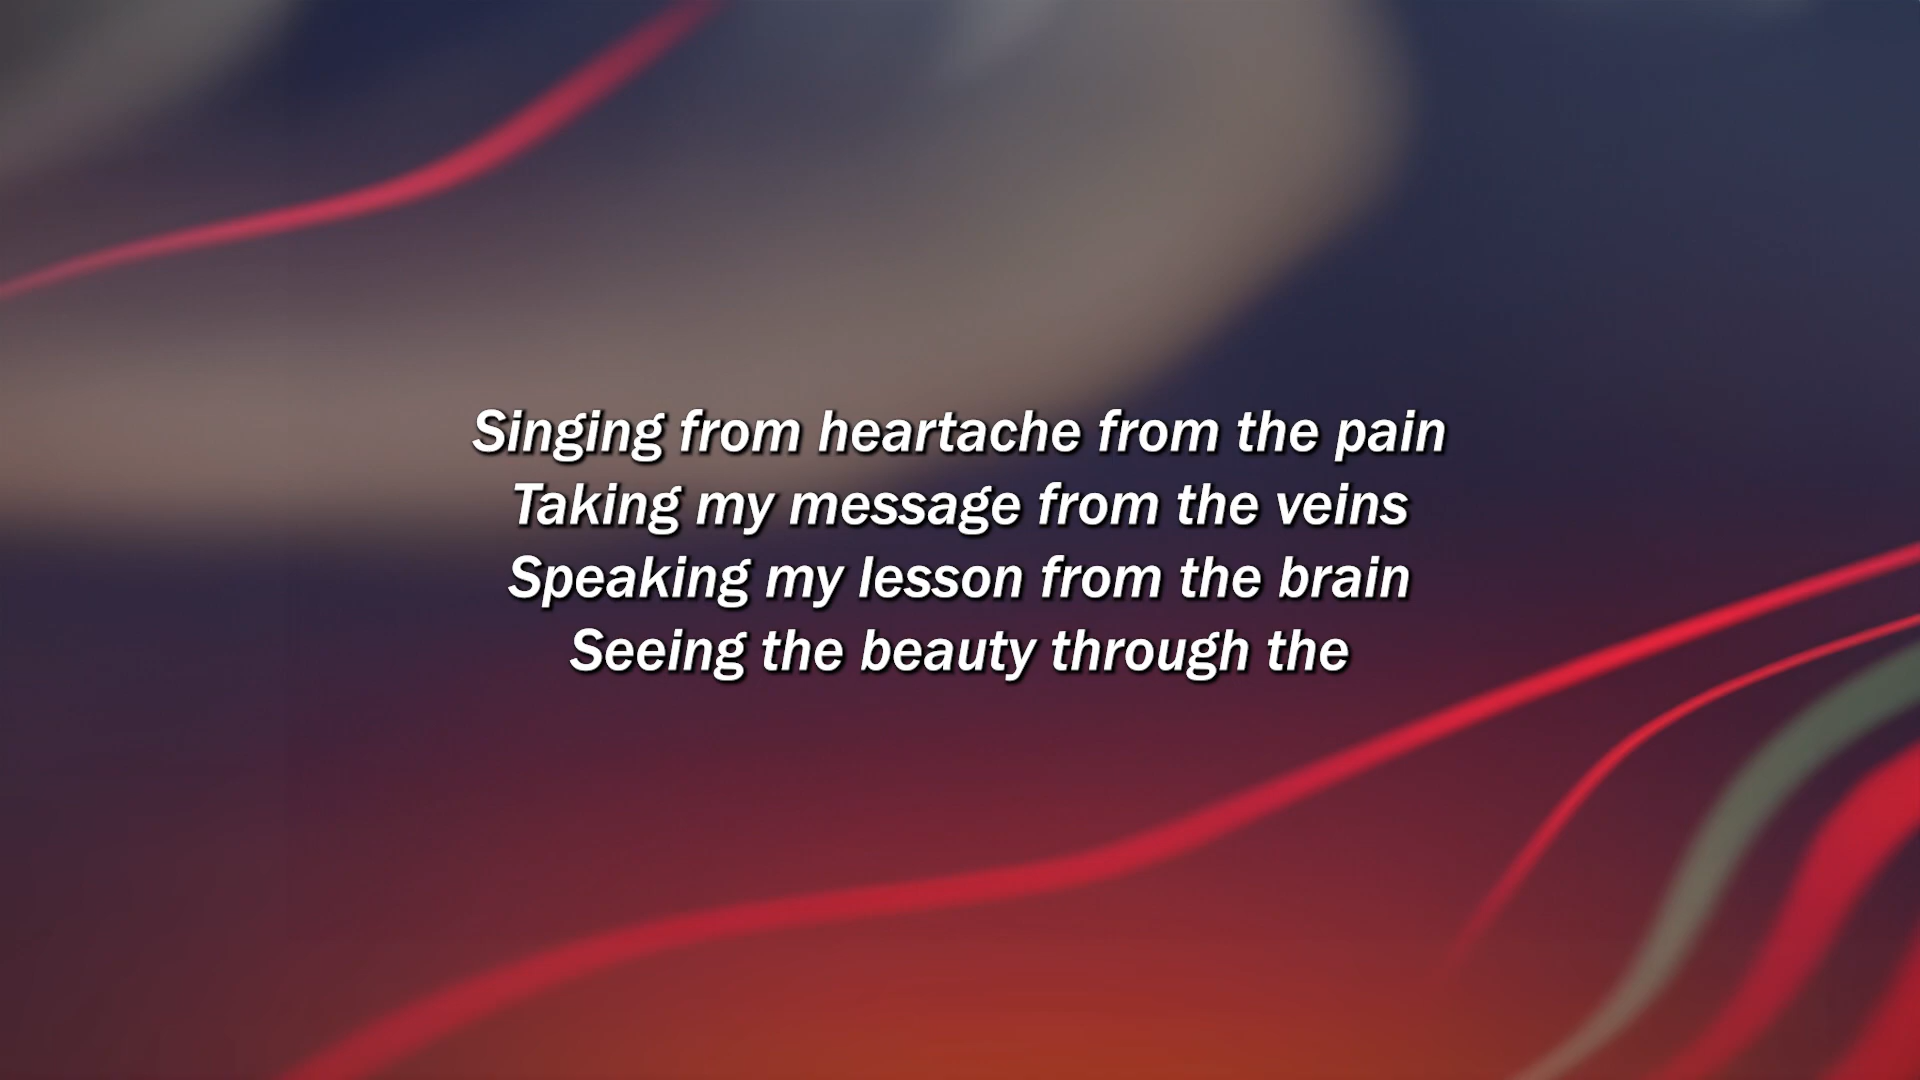 Singing from heartache from the pain
Taking my message from the veins
Speaking my lesson from the brain
Seeing the beauty through the